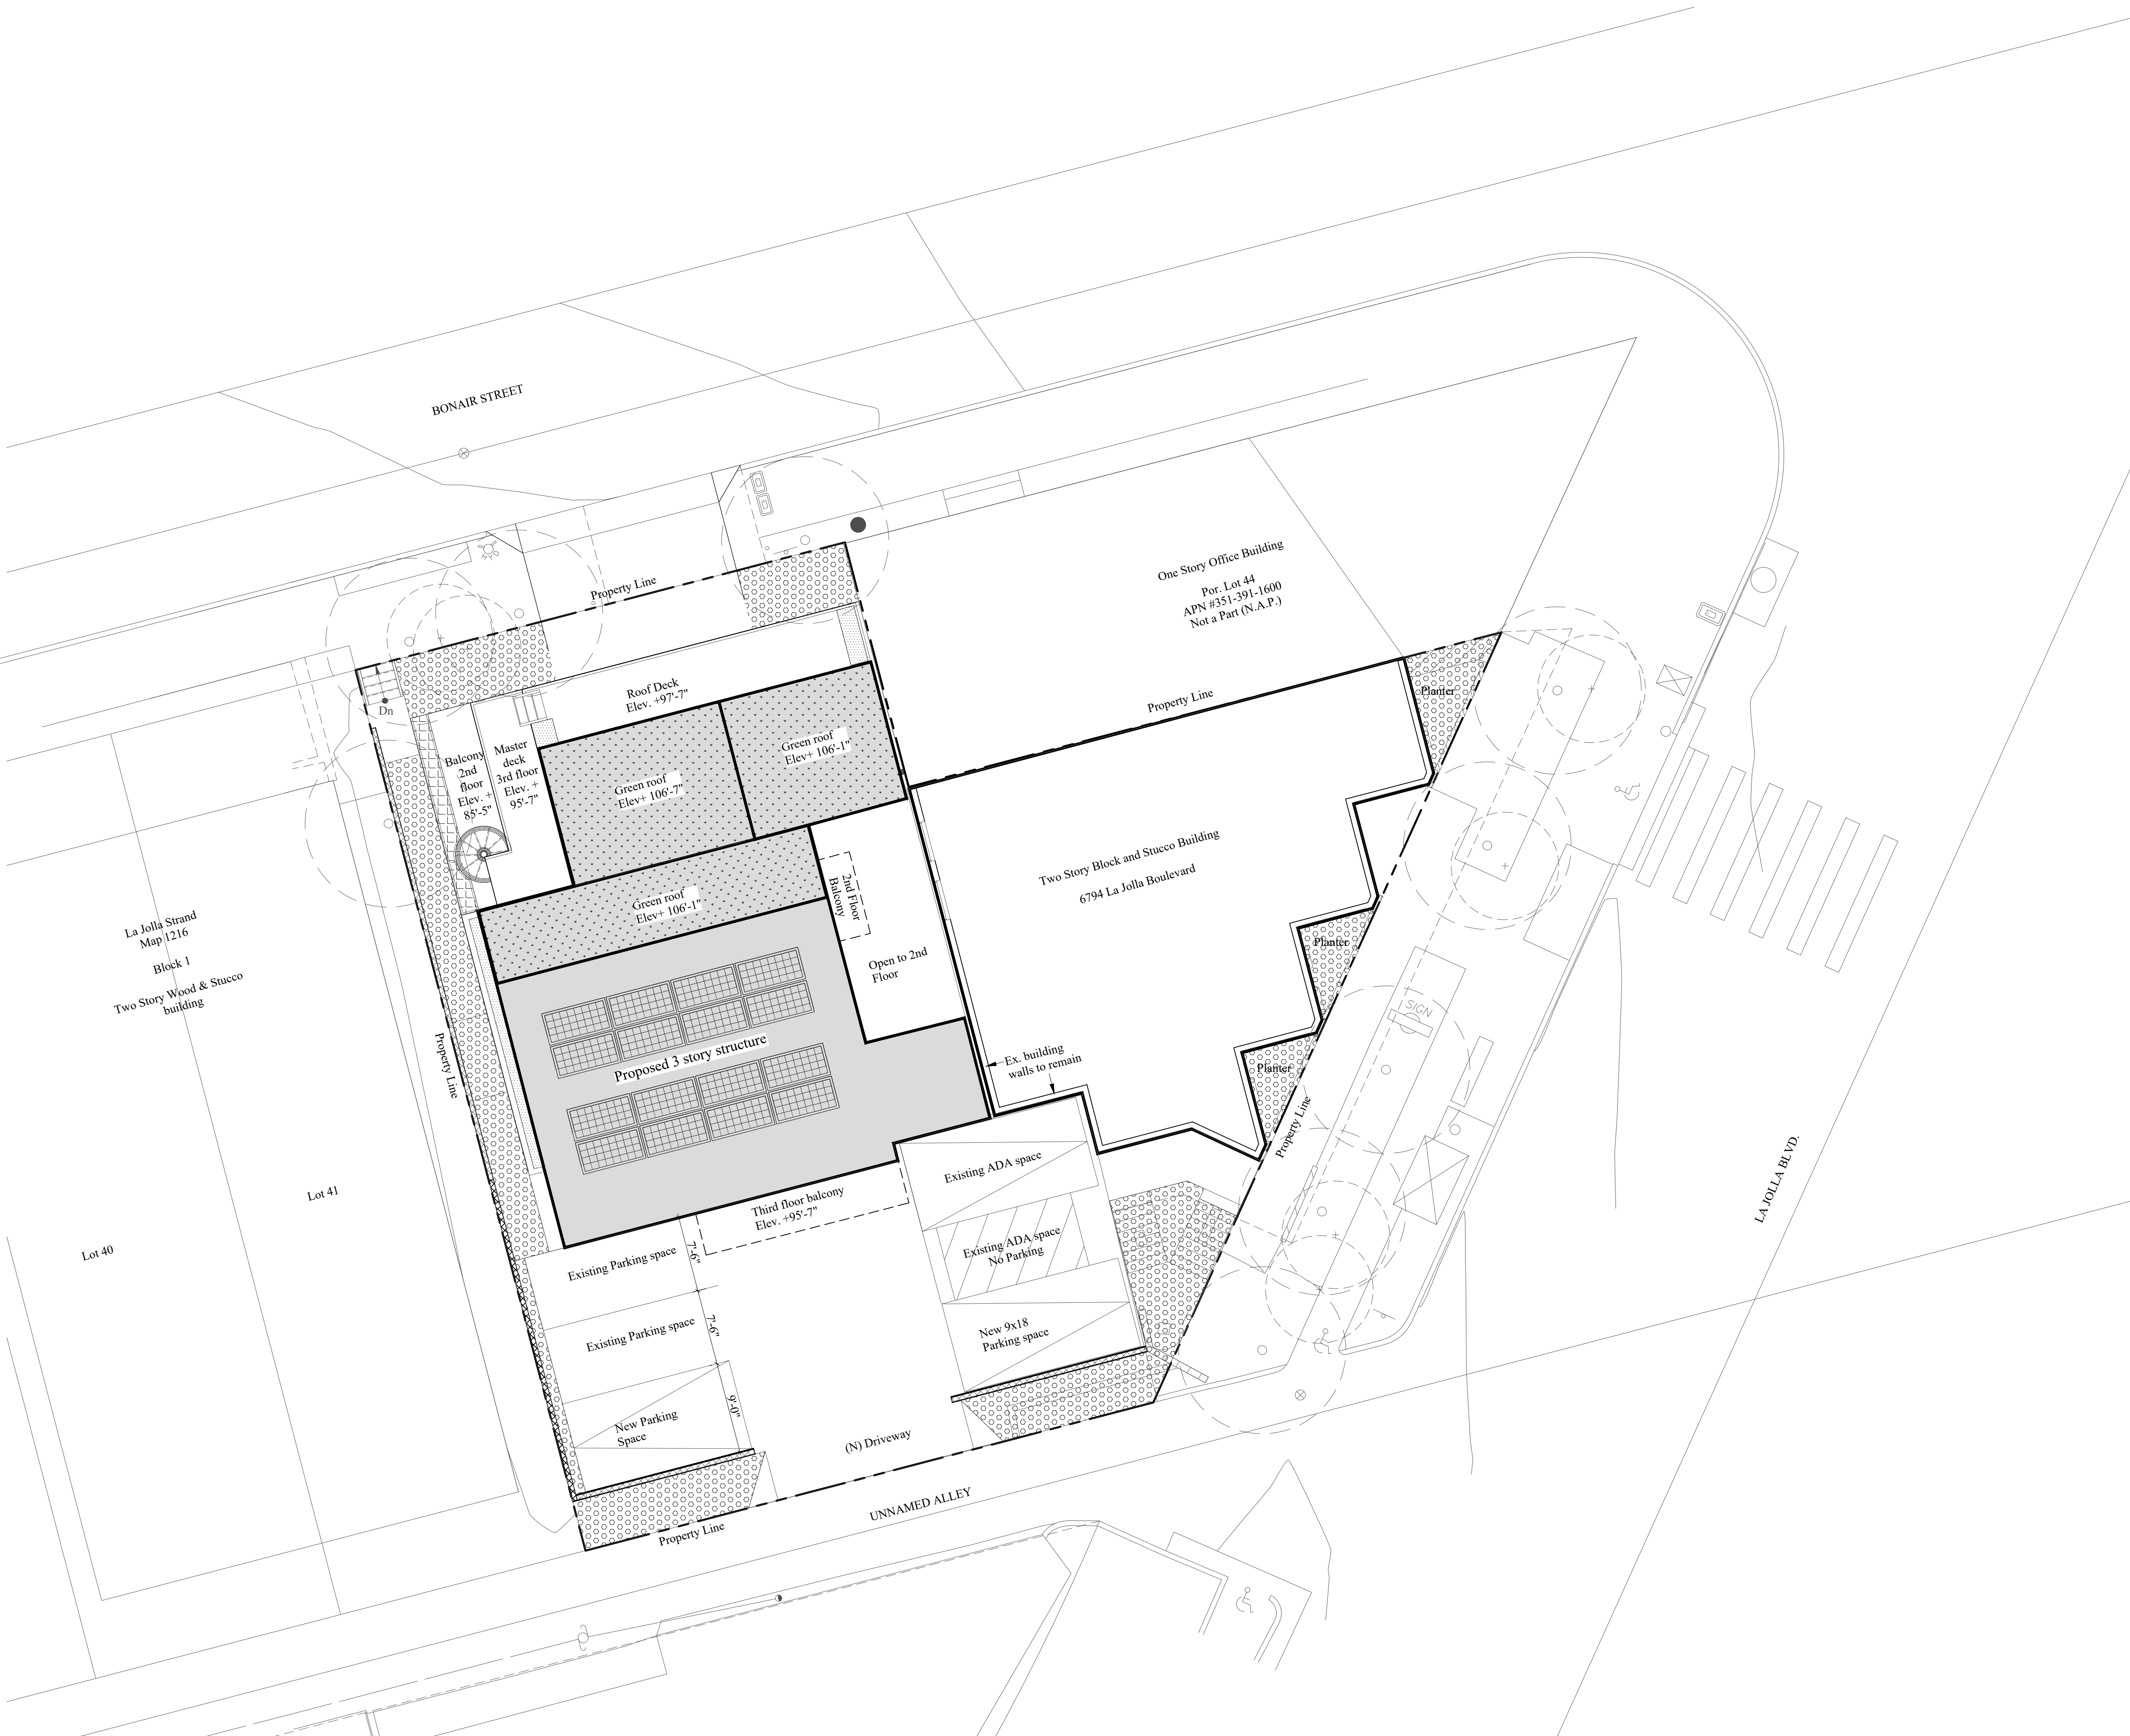 BONAIR STREET
One Story Office Building
Por. Lot 44
APN #351-391-1600
Not a Part (N.A.P.)
Property Line
Roof Deck
Elev. +97'-7"
Property Line
Planter
Dn
Balcony
2nd
floor
Elev. +
85'-5"
Master
deck
3rd floor
Elev. +
95'-7"
Green roof
Elev+ 106'-7"
Green roof
Elev+ 106'-1"
Green roof
Elev+ 106'-1"
2nd Floor
Balcony
Two Story Block and Stucco Building
6794 La Jolla Boulevard
La Jolla Strand
Map 1216
Block 1
Two Story Wood & Stucco
building
Open to 2nd
Floor
Planter
SIGN
Property Line
Proposed 3 story structure
Ex. building
walls to remain
Planter
Property Line
LA JOLLA BLVD.
Lot 41
Lot 40
Third floor balcony
Elev. +95'-7"
Existing ADA space
Existing ADA space
No Parking
Existing Parking space
7'-6"
Existing Parking space
7'-6"
New 9x18
Parking space
New Parking
Space
9'-0"
(N) Driveway
UNNAMED ALLEY
Property Line